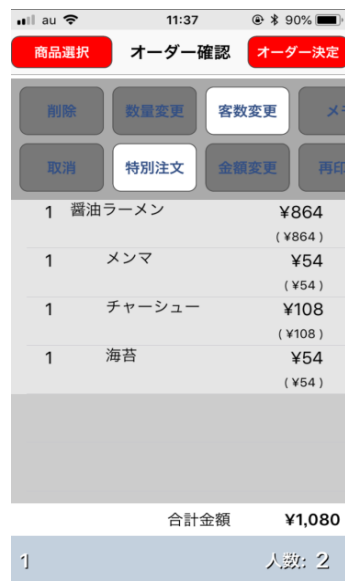 au 11:37 90%
商品選択 オーダー確認 オーダー決定
削除 数量変更 客数変更
取消 特別注文 金額変更 再印
1 醤油ラーメン ¥864
(¥864)
1 メンマ ¥54
(¥54)
1 チャーシュー ¥108
(¥108)
1 海苔 ¥54
(¥54)
合計金額 ¥1,080
1 人数: 2